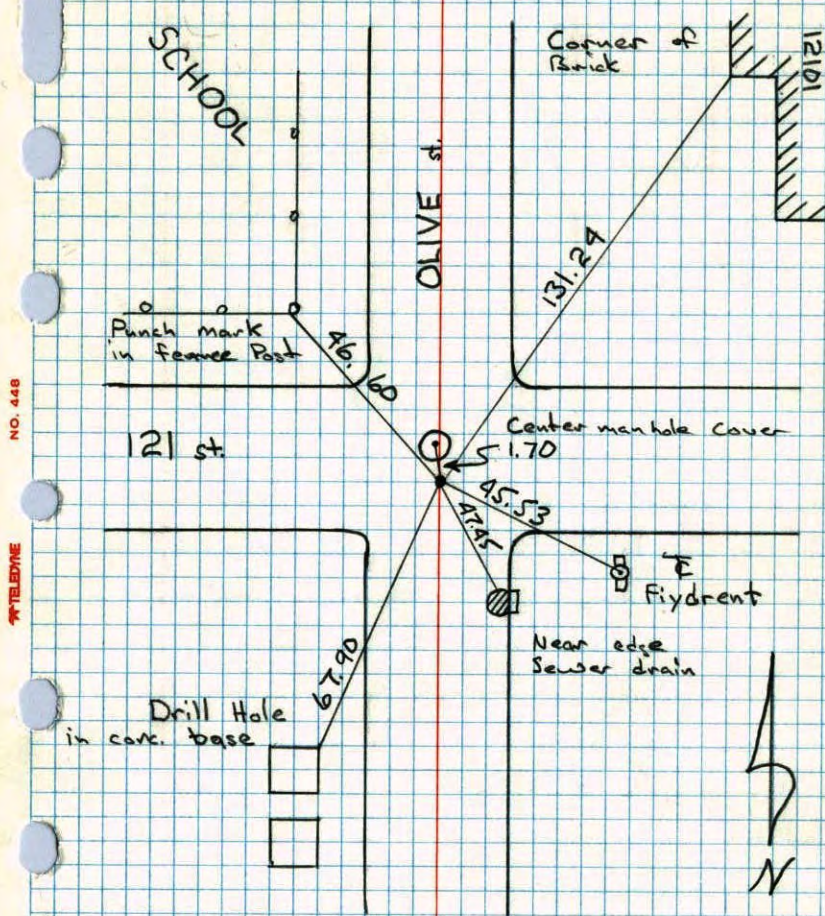 SCHOOL
Corner of
Brick
12101
OLIVE st.
131.24
Punch mark
in fennce Post
46.60
121 st.
Center manhole cover
1.70
45.53
47.45
Fiydrent
Near edge
Sewer drain
67.90
Drill Hole
in conc. base
N
NO. 448
TELEDYNE